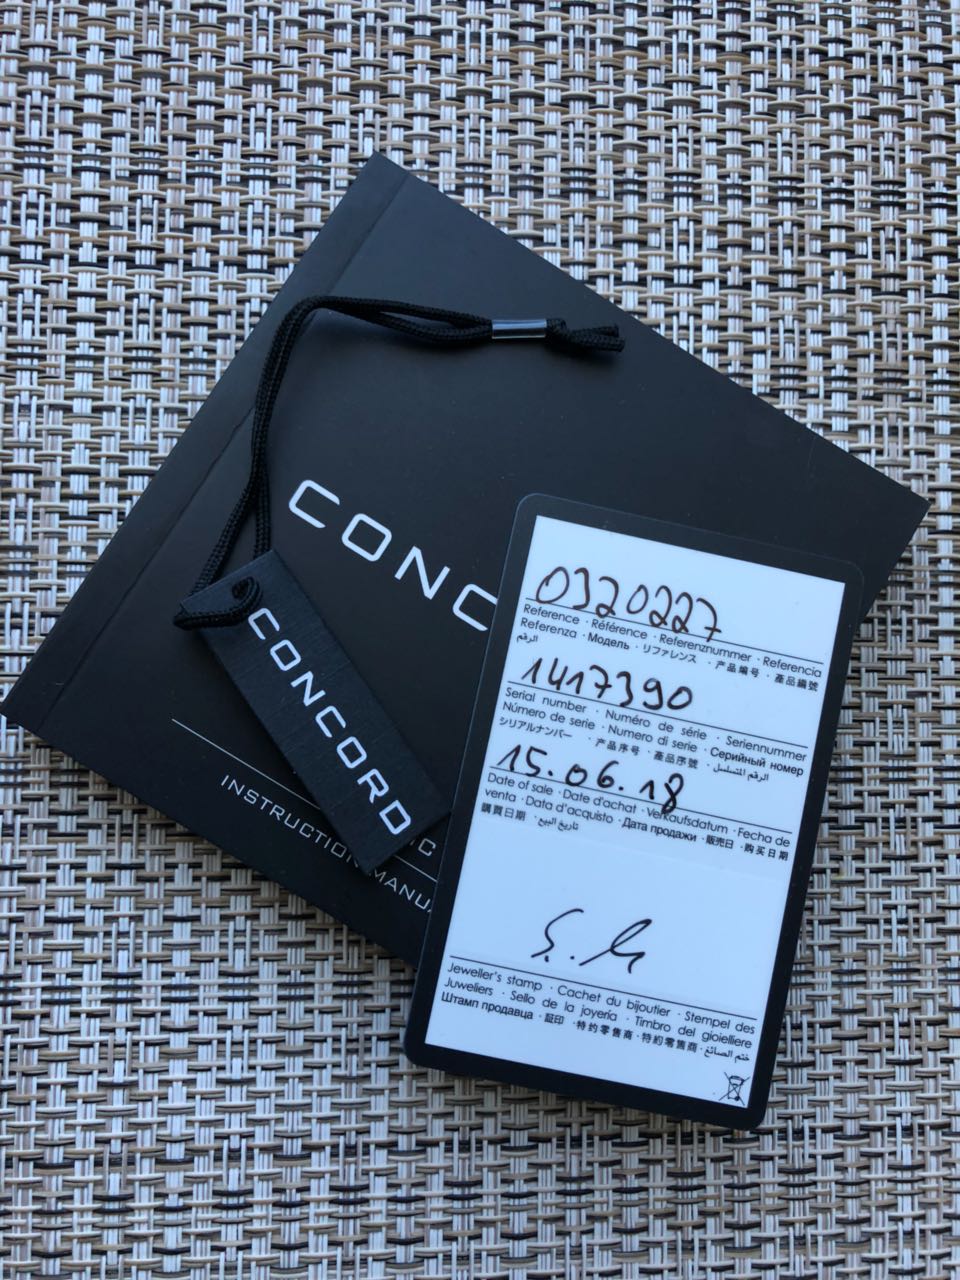 CONC
CONCORD
IC
INSTRUCTION MANUA
0320227
Reference · Référence · Referenznummer · Referencia
Referenza · Модель · リファレンス · 产品编号 · 產品編號
الرقم
1417390
Serial number · Numéro de série · Seriennummer
Número de serie · Numero di serie · Серийный номер
シリアルナンバー · 产品序号 · 產品序號 · الرقم المتسلسل
15.06.18
Date of sale · Date d'achat · Verkaufsdatum · Fecha de
venta · Data d'acquisto · Дата продажи · 販売日 · 购买日期
購買日期 · تاريخ البيع
Jeweller's stamp · Cachet du bijoutier · Stempel des
Juweliers · Sello de la joyería · Timbro del gioielliere
Штамп продавца · 証印 · 特约零售商 · 特約零售商 · ختم الصائغ